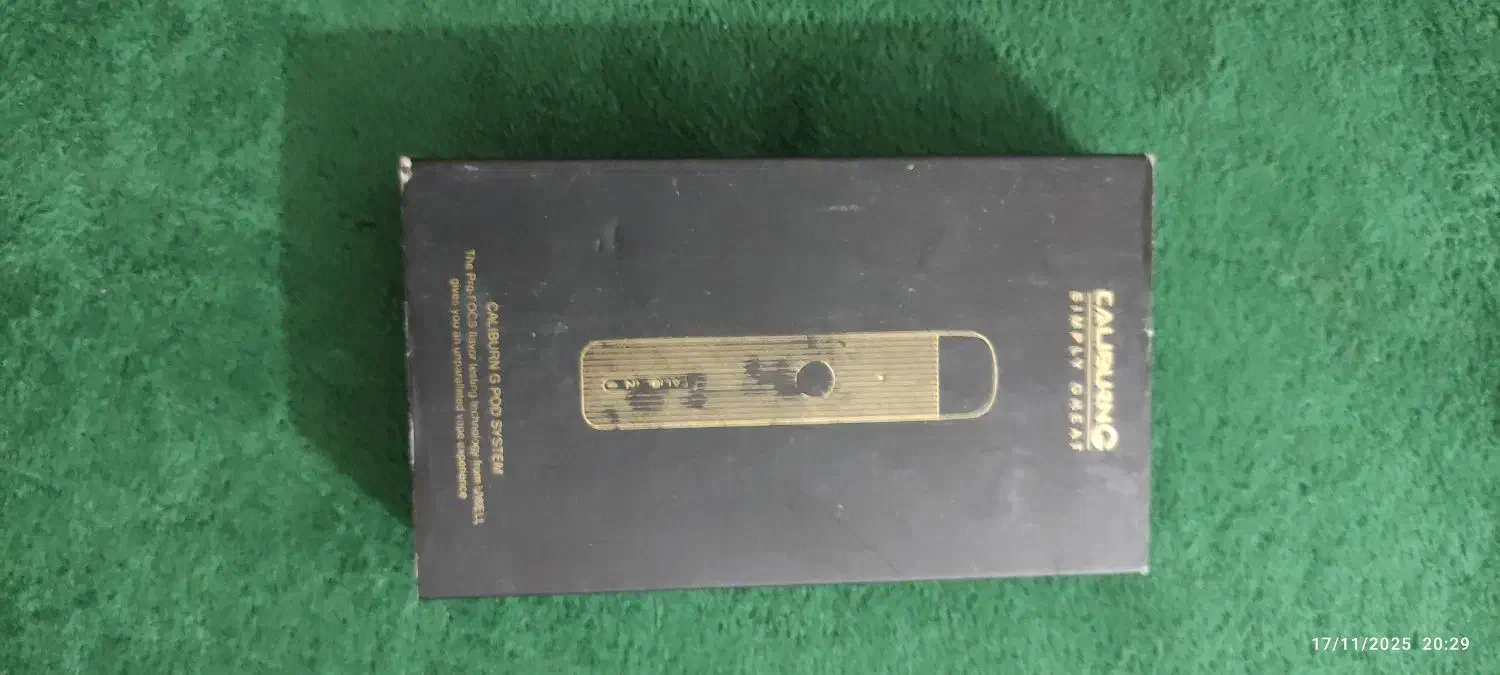 CALIBURN G
SIMPLY GREAT
CALIBURN G POD SYSTEM
The Pro-FOCS flavor testing technology from UWELL
gives you an unparalleled vape experience
17/11/2025 20:29